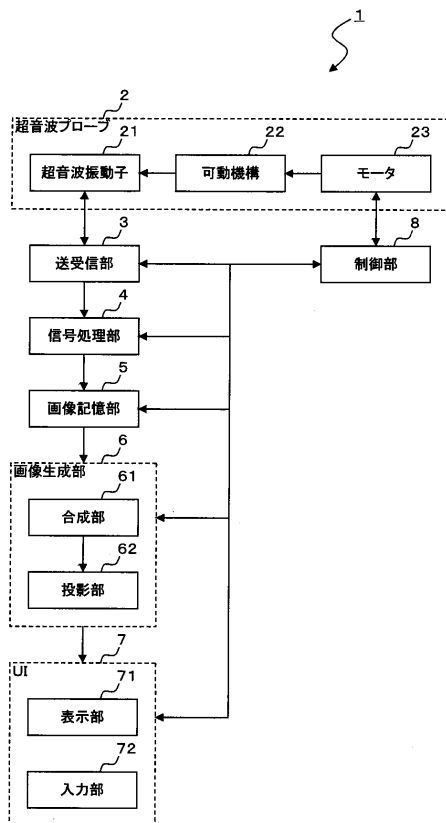 1
2
超音波プローブ
21
22
23
超音波振動子
可動機構
モータ
3
8
送受信部
制御部
4
信号処理部
5
画像記憶部
6
画像生成部
61
合成部
62
投影部
7
UI
71
表示部
72
入力部